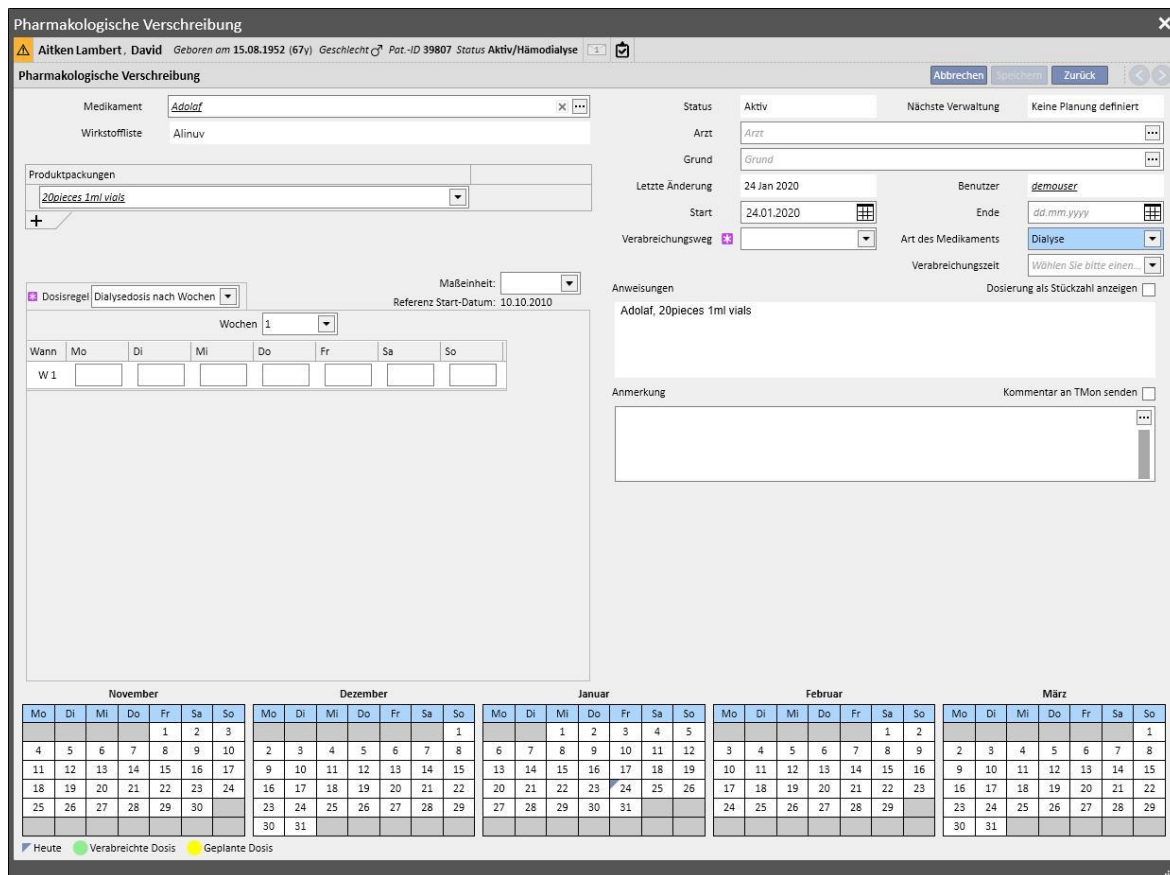 Pharmakologische Verschreibung
Aitken Lambert, David Geboren am 15.08.1952 (67y) Geschlecht Pat.-ID 39807 Status Aktiv/Hämodialyse 1
Pharmakologische Verschreibung Abbrechen Speichern Zurück
Medikament Adolaf
Wirkstoffliste Alinuv
Produktpackungen
20pieces 1ml vials
+
Status Aktiv Nächste Verwaltung Keine Planung definiert
Arzt Arzt
Grund Grund
Letzte Änderung 24 Jan 2020 Benutzer demouser
Start 24.01.2020 Ende dd.mm.yyyy
Verabreichungsweg Art des Medikaments Dialyse
Verabreichungszeit Wählen Sie bitte einen...
Maßeinheit:
Dosisregel Dialysedosis nach Wochen
Referenz Start-Datum: 10.10.2010
Wochen 1
Wann Mo Di Mi Do Fr Sa So
W 1
Anweisungen Dosierung als Stückzahl anzeigen
Adolaf, 20pieces 1ml vials
Anmerkung Kommentar an TMon senden
November
Mo Di Mi Do Fr Sa So
1 2 3
4 5 6 7 8 9 10
11 12 13 14 15 16 17
18 19 20 21 22 23 24
25 26 27 28 29 30
Dezember
Mo Di Mi Do Fr Sa So
1
2 3 4 5 6 7 8
9 10 11 12 13 14 15
16 17 18 19 20 21 22
23 24 25 26 27 28 29
30 31
Januar
Mo Di Mi Do Fr Sa So
1 2 3 4 5
6 7 8 9 10 11 12
13 14 15 16 17 18 19
20 21 22 23 24 25 26
27 28 29 30 31
Februar
Mo Di Mi Do Fr Sa So
1 2
3 4 5 6 7 8 9
10 11 12 13 14 15 16
17 18 19 20 21 22 23
24 25 26 27 28 29
März
Mo Di Mi Do Fr Sa So
1
2 3 4 5 6 7 8
9 10 11 12 13 14 15
16 17 18 19 20 21 22
23 24 25 26 27 28 29
30 31
Heute Verabreichte Dosis Geplante Dosis